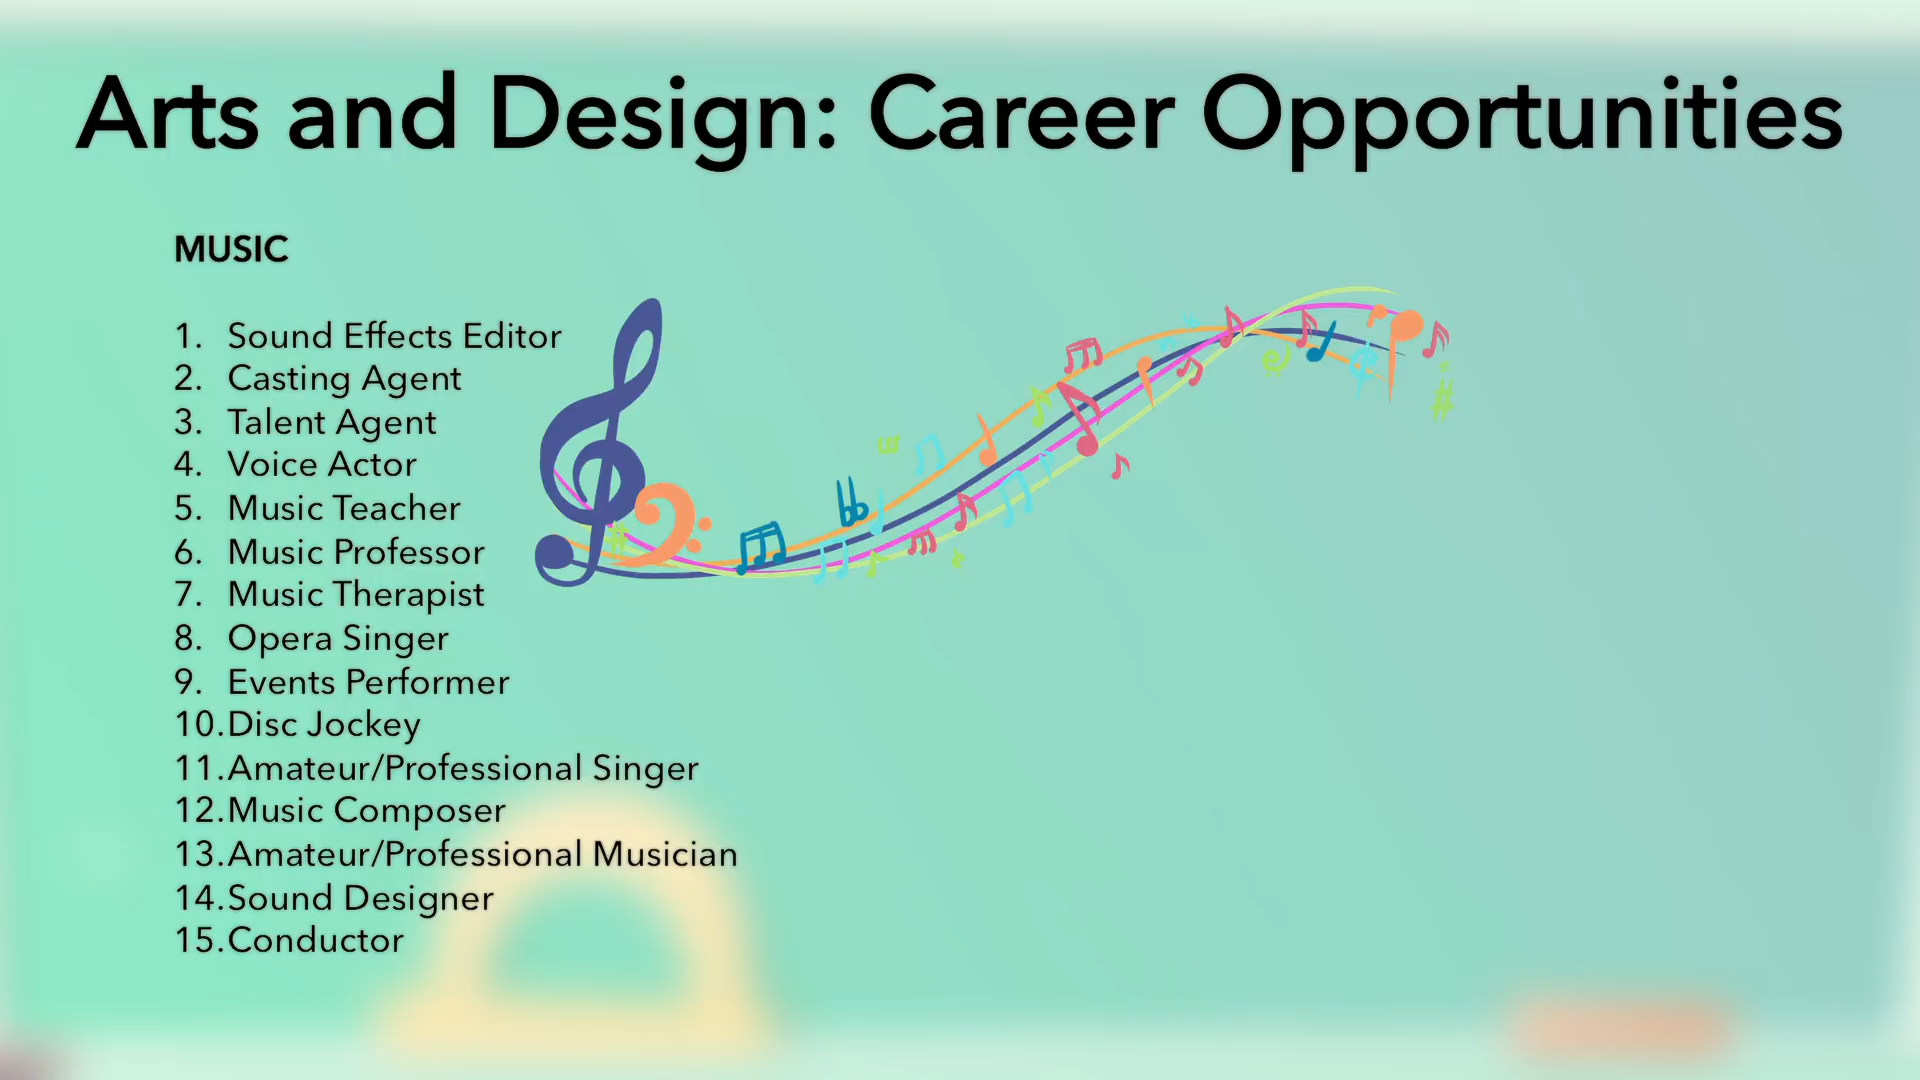 Arts and Design: Career Opportunities
MUSIC
1. Sound Effects Editor
2. Casting Agent
3. Talent Agent
4. Voice Actor
5. Music Teacher
6. Music Professor
7. Music Therapist
8. Opera Singer
9. Events Performer
10.Disc Jockey
11.Amateur/Professional Singer
12.Music Composer
13.Amateur/Professional Musician
14.Sound Designer
15.Conductor